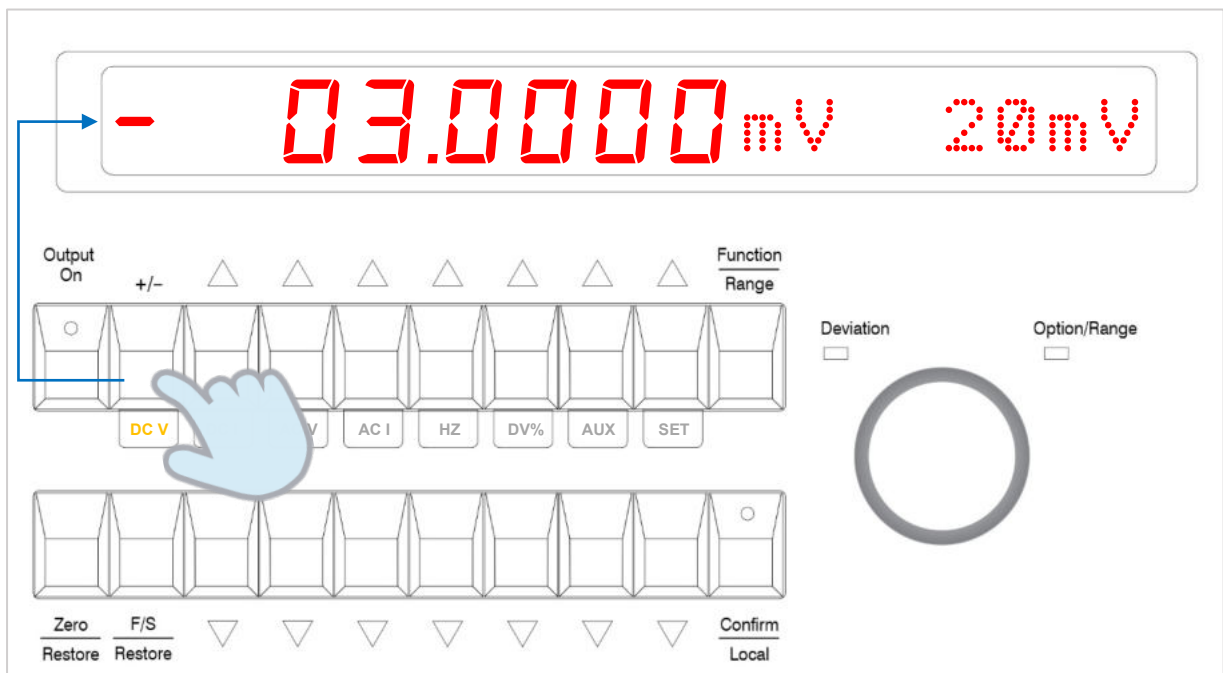 - 03.0000mV 20mV
Output
On
+/-
Function
Range
Deviation
Option/Range
DC V
V
AC I
HZ
DV%
AUX
SET
Zero
Restore
F/S
Restore
Confirm
Local